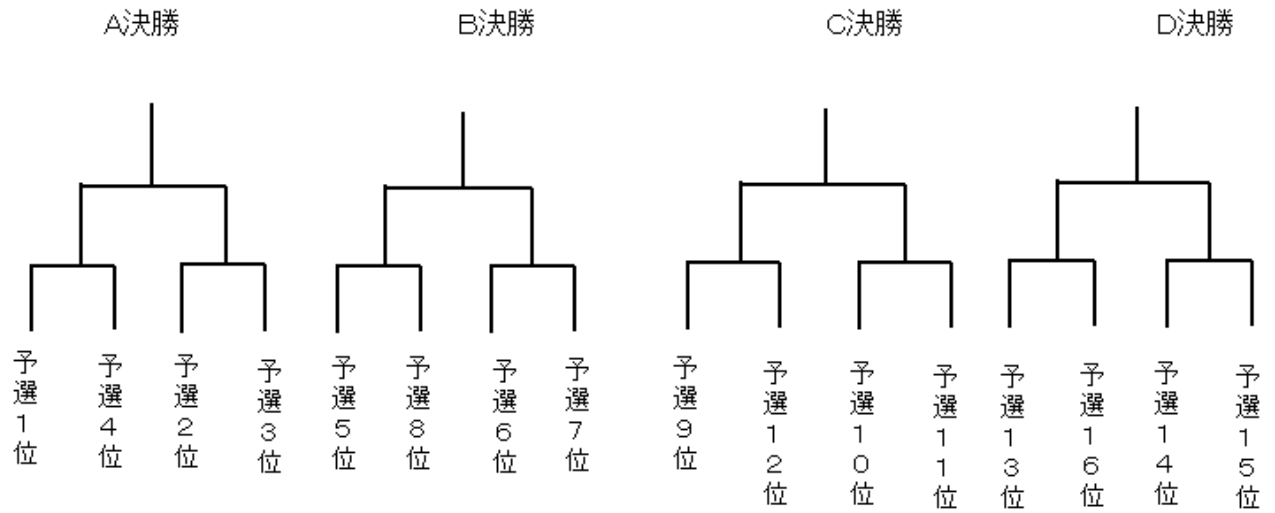 A決勝
B決勝
C決勝
D決勝
予選1位
予選4位
予選2位
予選3位
予選5位
予選8位
予選6位
予選7位
予選9位
予選12位
予選10位
予選11位
予選13位
予選16位
予選14位
予選15位